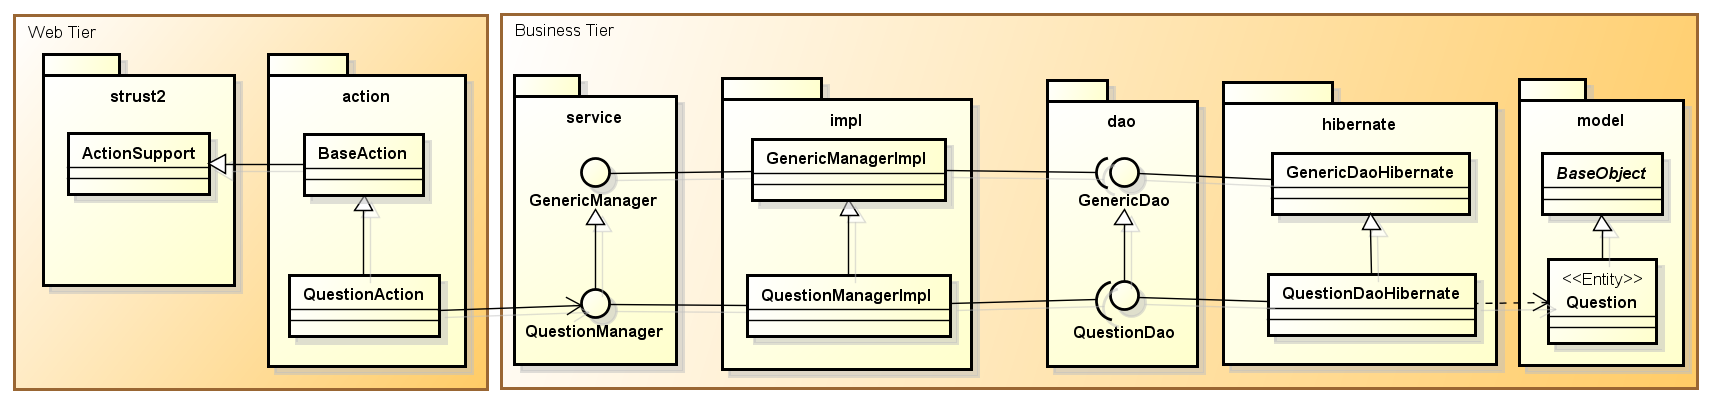 Web Tier
strust2
ActionSupport
action
BaseAction
QuestionAction
Business Tier
service
GenericManager
QuestionManager
impl
GenericManagerImpl
QuestionManagerImpl
dao
GenericDao
QuestionDao
hibernate
GenericDaoHibernate
QuestionDaoHibernate
model
BaseObject
<<Entity>>
Question